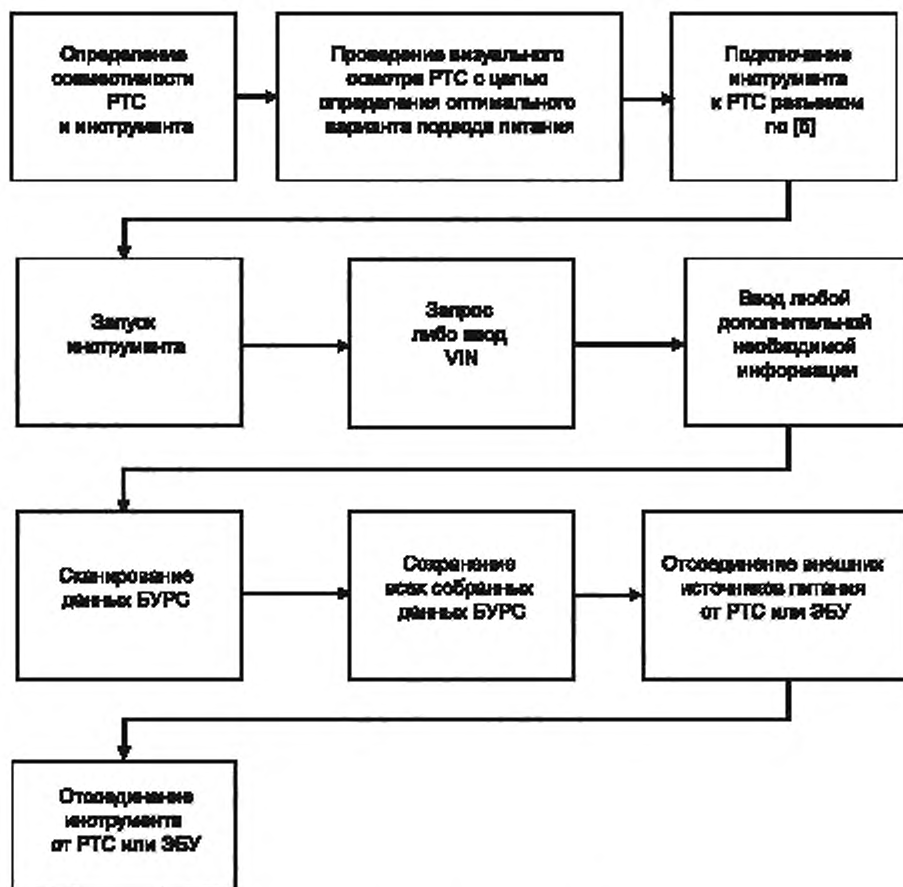 Определение
совместимости
РТС
и инструмента
Проведение визуального
осмотра РТС с целью
определения оптимального
варианта подвода питания
Подключение
инструмента
к РТС разъемом
по [5]
Запуск
инструмента
Запрос
либо ввод
VIN
Ввод любой
дополнительной
необходимой
информации
Сканирование
данных БУРС
Сохранение
всех собранных
данных БУРС
Отсоединение внешних
источников питания
от РТС или ЭБУ
Отсоединение
инструмента
от РТС или ЭБУ